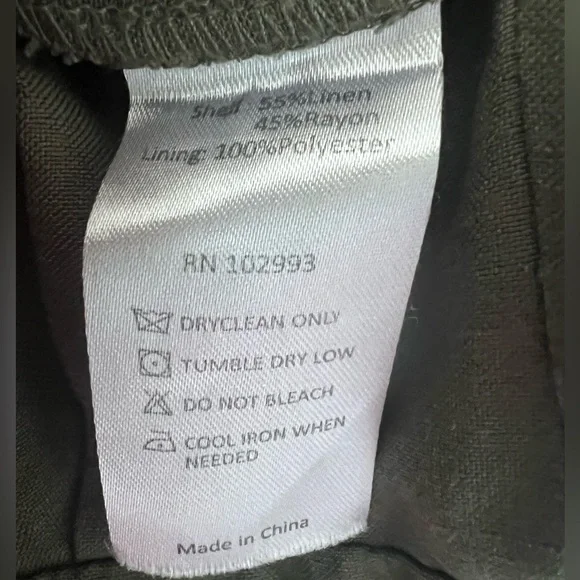 Shell 55%Linen
45%Rayon
Lining: 100%Polyester
RN 102993
DRYCLEAN ONLY
TUMBLE DRY LOW
DO NOT BLEACH
COOL IRON WHEN
NEEDED
Made in China